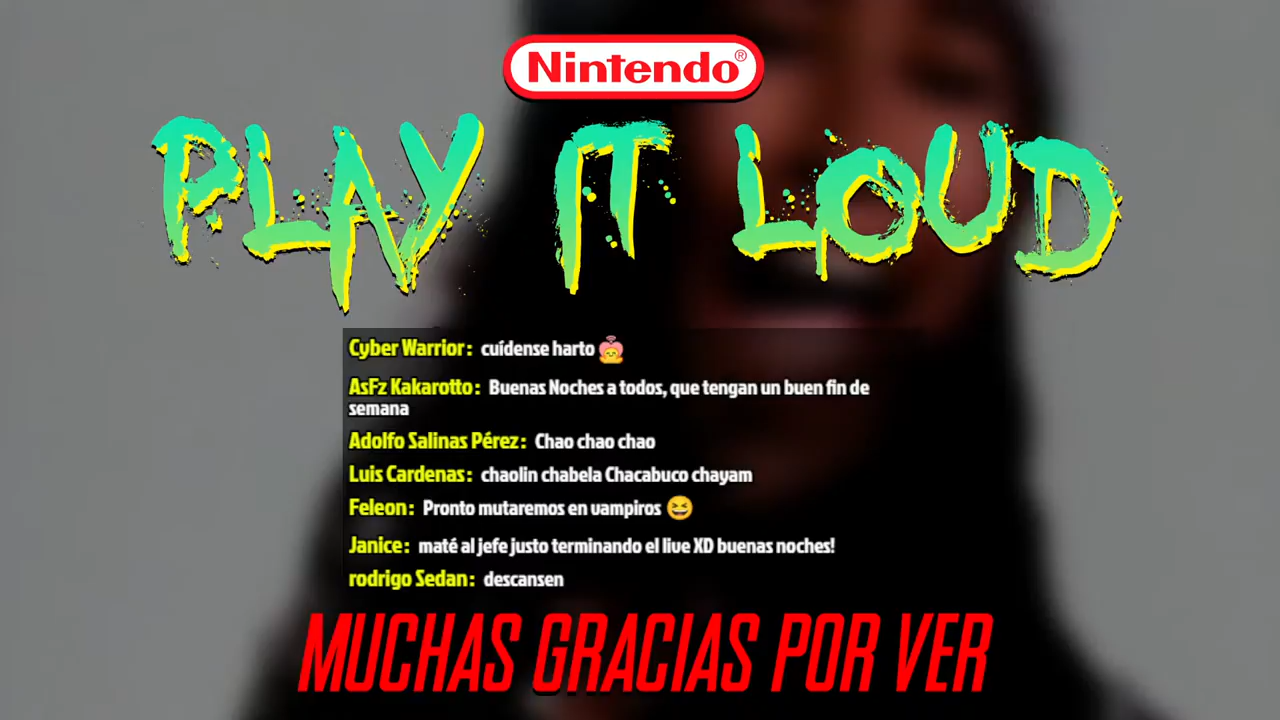 Nintendo®
PLAY IT LOUD
Cyber Warrior: cuídense harto
AsFz Kakarotto: Buenas Noches a todos, que tengan un buen fin de
semana
Adolfo Salinas Pérez: Chao chao chao
Luis Cardenas: chaolin chabela Chacabuco chayam
Feleon: Pronto mutaremos en vampiros 😆
Janice: maté al jefe justo terminando el live XD buenas noches!
rodrigo Sedan: descansen
MUCHAS GRACIAS POR VER